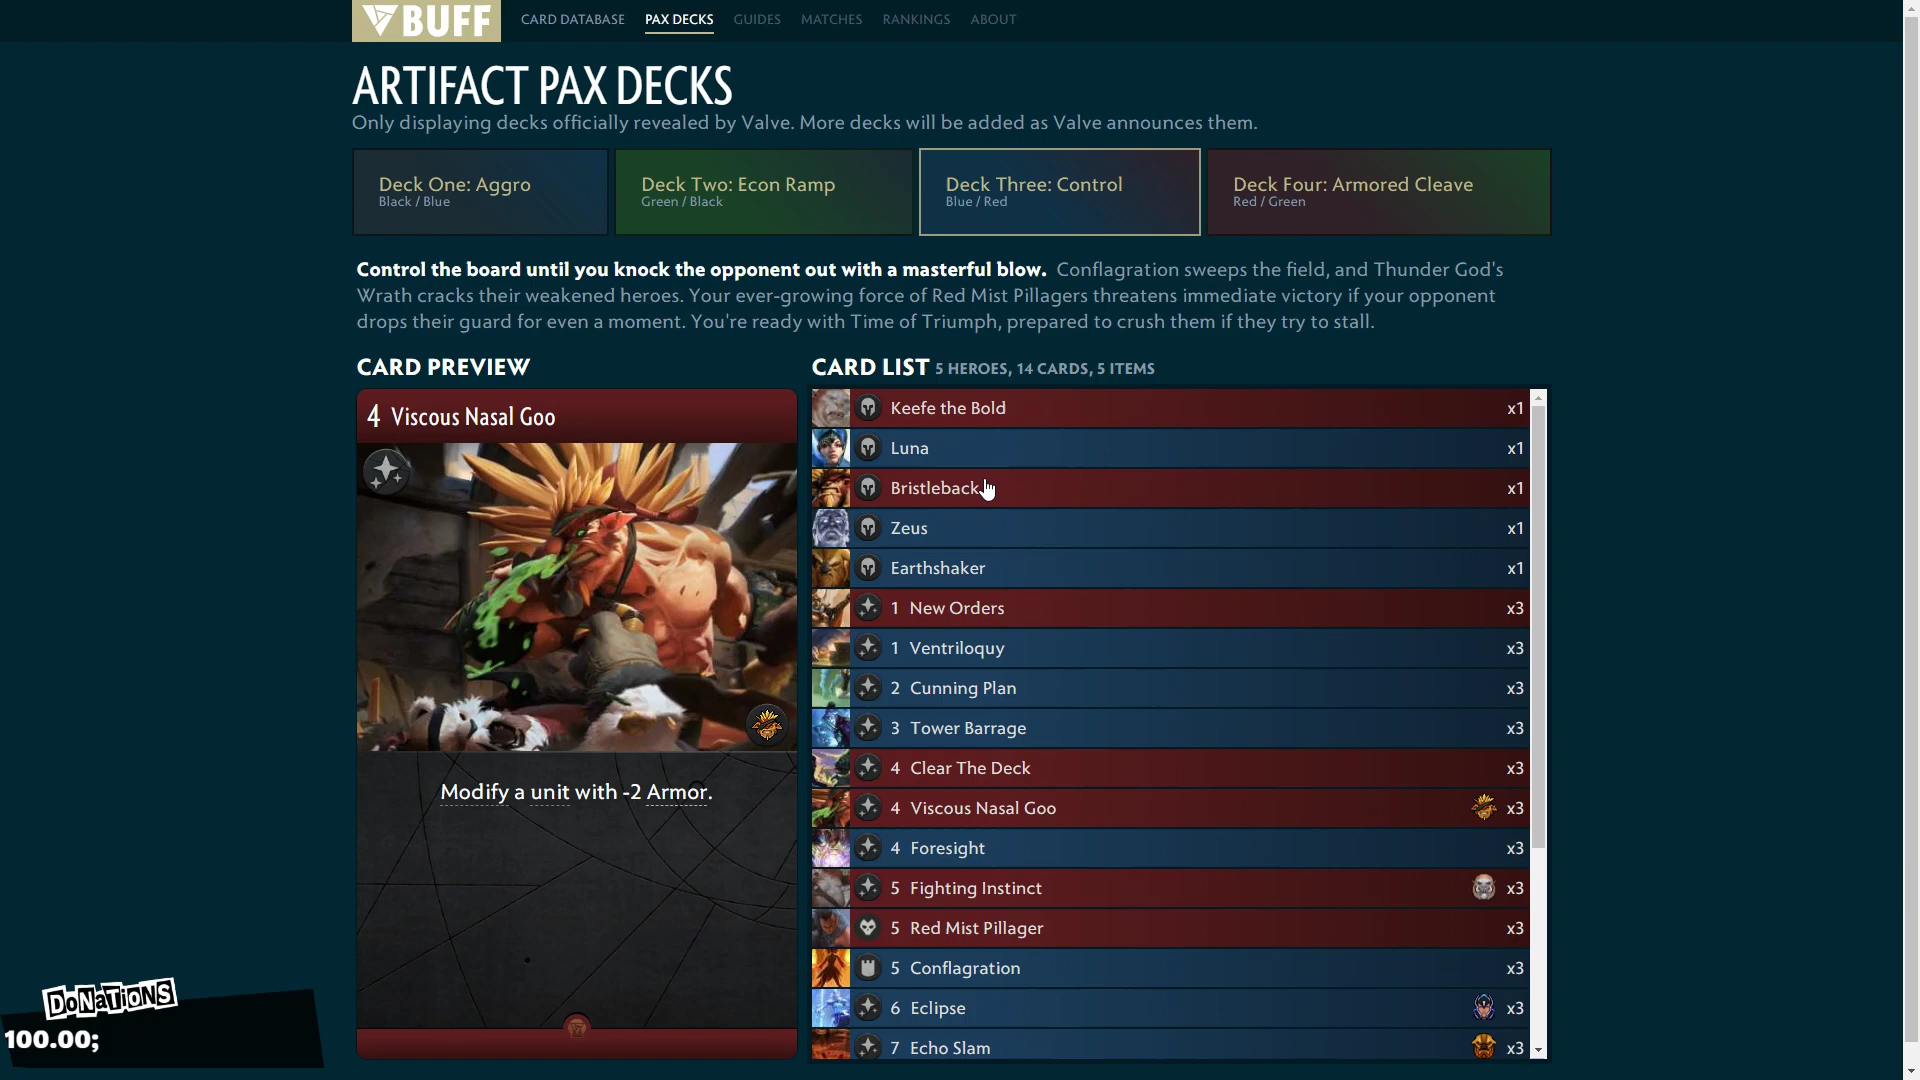 BUFF
CARD DATABASE
PAX DECKS
GUIDES
MATCHES
RANKINGS
ABOUT
ARTIFACT PAX DECKS
Only displaying decks officially revealed by Valve. More decks will be added as Valve announces them.
Deck One: Aggro
Black / Blue
Deck Two: Econ Ramp
Green / Black
Deck Three: Control
Blue / Red
Deck Four: Armored Cleave
Red / Green
Control the board until you knock the opponent out with a masterful blow. Conflagration sweeps the field, and Thunder God's
Wrath cracks their weakened heroes. Your ever-growing force of Red Mist Pillagers threatens immediate victory if your opponent
drops their guard for even a moment. You're ready with Time of Triumph, prepared to crush them if they try to stall.
CARD PREVIEW
4 Viscous Nasal Goo
Modify a unit with -2 Armor.
CARD LIST 5 HEROES, 14 CARDS, 5 ITEMS
Keefe the Bold x1
Luna x1
Bristleback x1
Zeus x1
Earthshaker x1
1 New Orders x3
1 Ventriloquy x3
2 Cunning Plan x3
3 Tower Barrage x3
4 Clear The Deck x3
4 Viscous Nasal Goo x3
4 Foresight x3
5 Fighting Instinct x3
5 Red Mist Pillager x3
5 Conflagration x3
6 Eclipse x3
7 Echo Slam x3
DONATIONS
100.00;